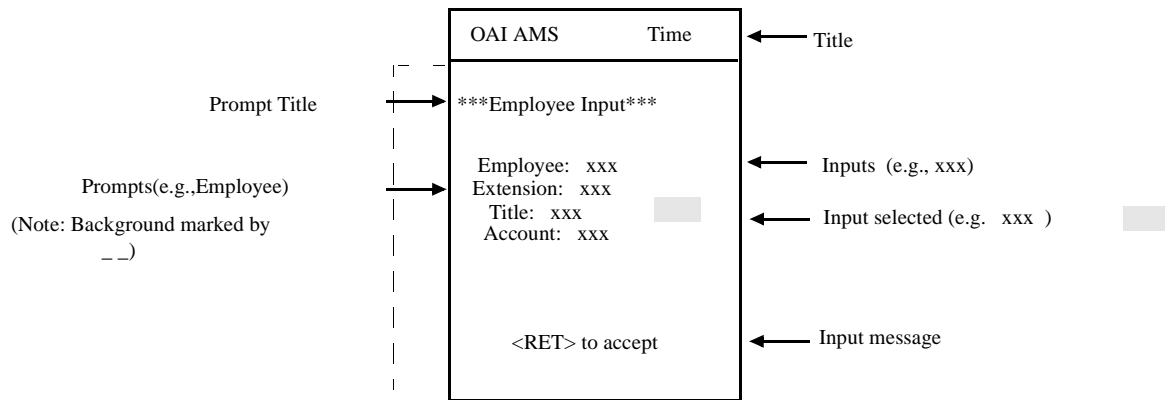 OAI AMS Time
Title
Prompt Title
***Employee Input***
Employee: xxx
Inputs (e.g., xxx)
Prompts(e.g.,Employee)
Extension: xxx
Title: xxx
Input selected (e.g. xxx )
(Note: Background marked by
_ _)
Account: xxx
<RET> to accept
Input message